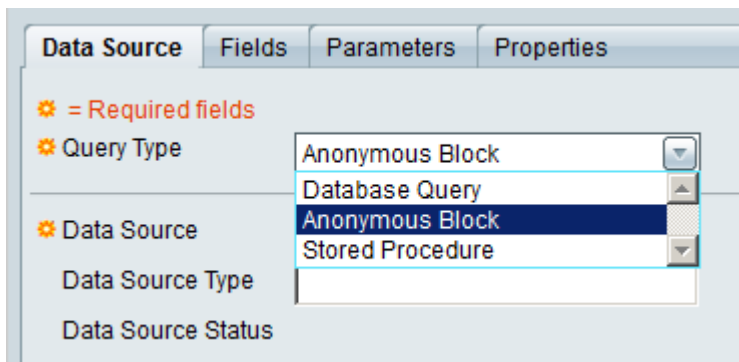 Data Source Fields Parameters Properties
= Required fields
Query Type Anonymous Block
Database Query
Anonymous Block
Data Source
Stored Procedure
Data Source Type
Data Source Status